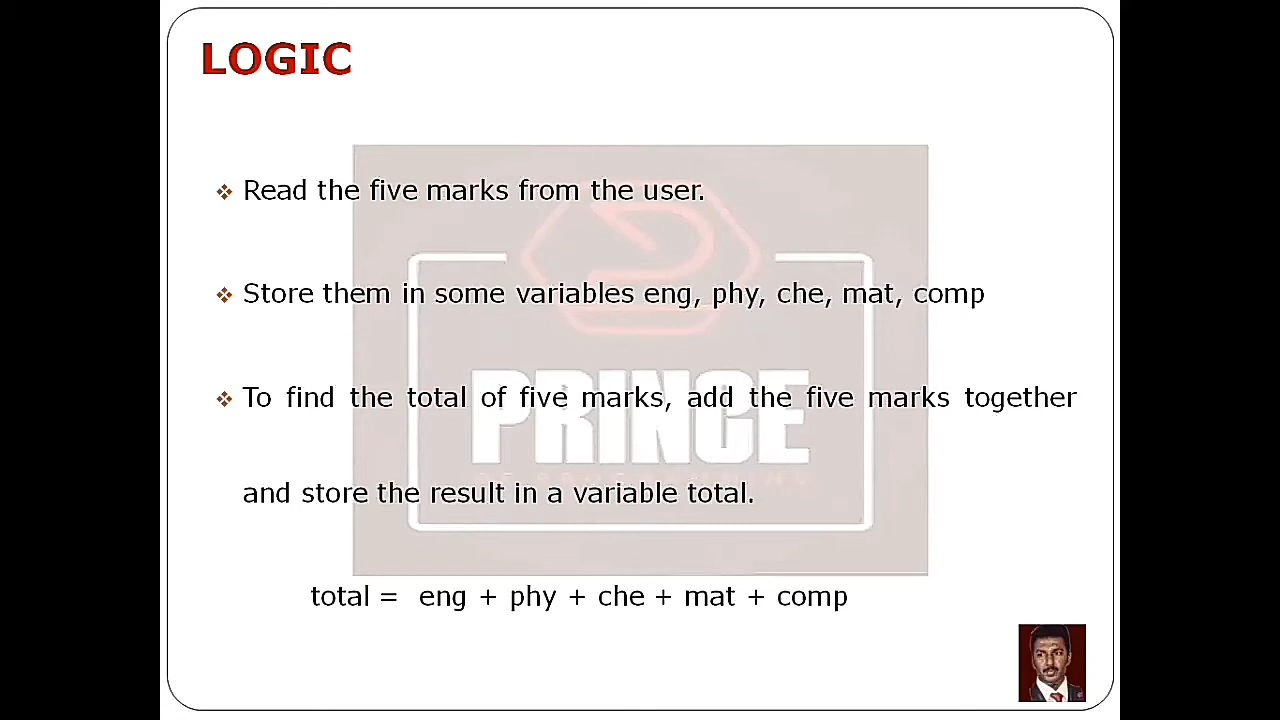 LOGIC
Read the five marks from the user.
Store them in some variables eng, phy, che, mat, comp
To find the total of five marks, add the five marks together
PRINCE
and store the result in a variable total.
total = eng + phy + che + mat + comp